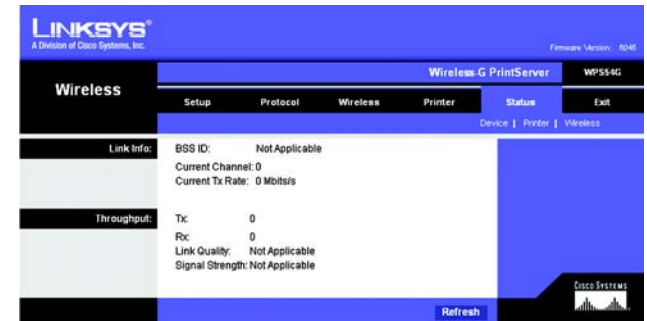 LINKSYS®
A Division of Cisco Systems, Inc.
Firmware Version: 6046
Wireless
Wireless-G PrintServer WPS54G
Setup Protocol Wireless Printer Status Exit
Device | Printer | Wireless
Link Info:
BSS ID: Not Applicable
Current Channel: 0
Current Tx Rate: 0 Mbits/s
Throughput:
Tx: 0
Rx: 0
Link Quality: Not Applicable
Signal Strength: Not Applicable
Refresh
CISCO SYSTEMS